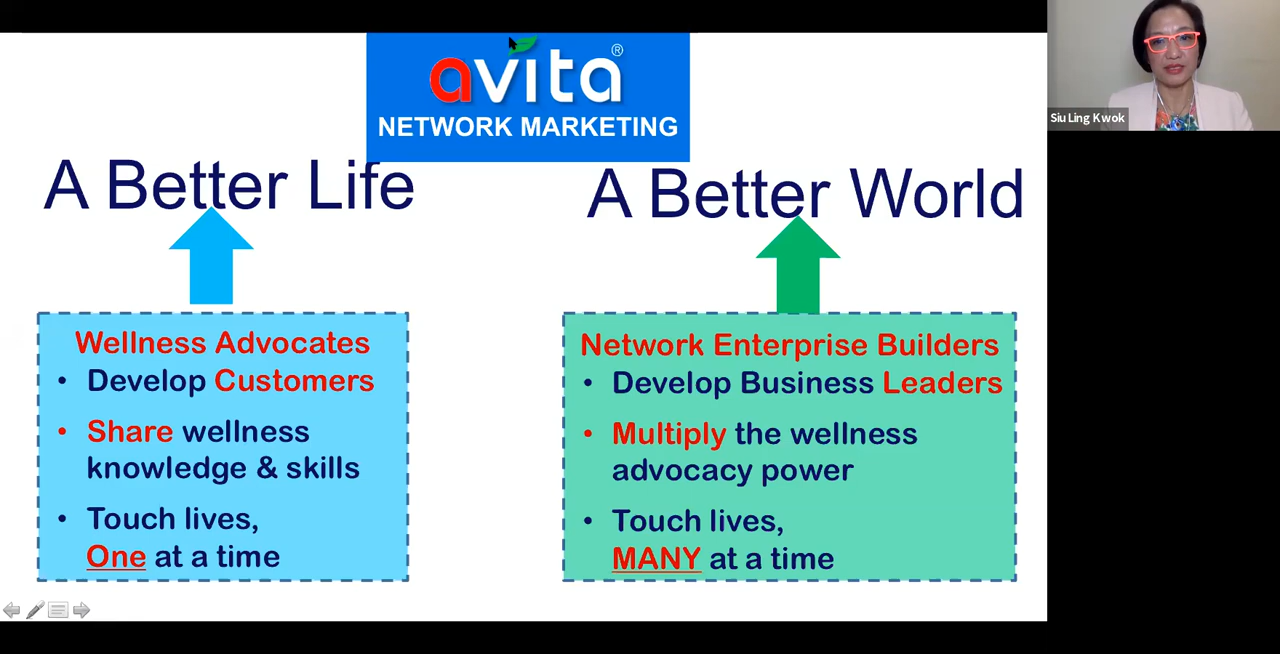 avita®
NETWORK MARKETING
Siu Ling Kwok
A Better Life
Wellness Advocates
• Develop Customers
• Share wellness
knowledge & skills
• Touch lives,
One at a time
A Better World
Network Enterprise Builders
• Develop Business Leaders
• Multiply the wellness
advocacy power
• Touch lives,
MANY at a time